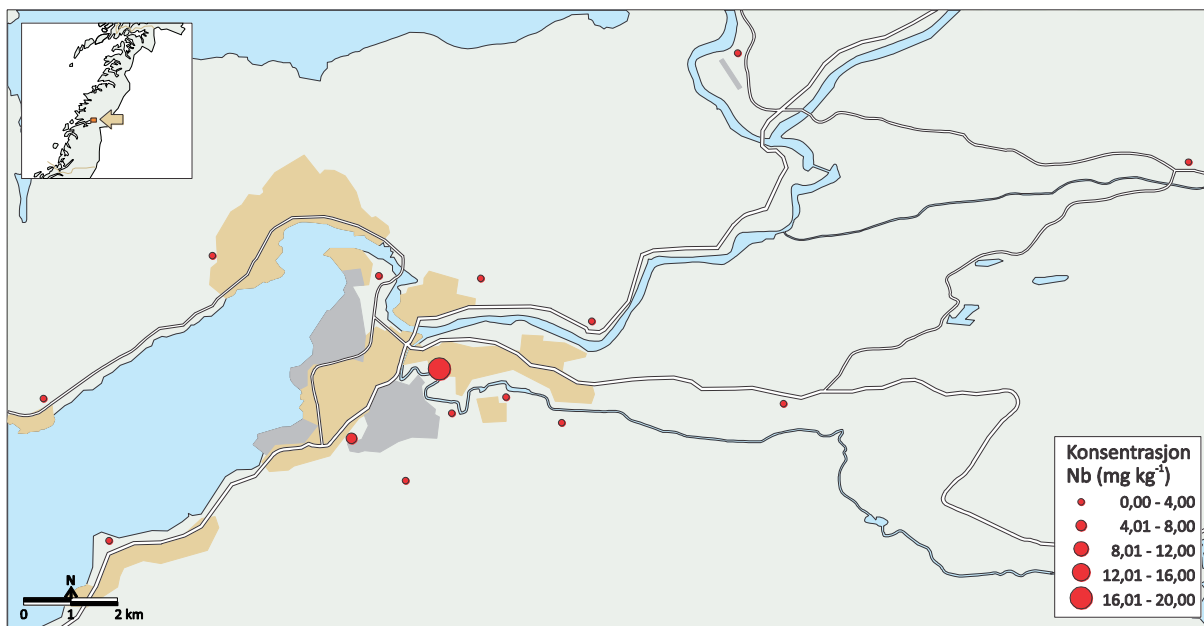 N
0 1 2 km
Konsentrasjon
Nb (mg kg⁻¹)
0,00 - 4,00
4,01 - 8,00
8,01 - 12,00
12,01 - 16,00
16,01 - 20,00